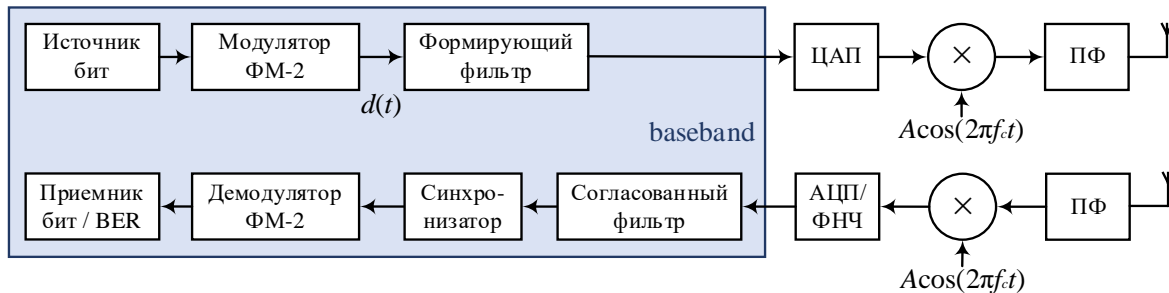 Источник
бит
Модулятор
ФМ-2
d(t)
Формирующий
фильтр
ЦАП
×
Acos(2πfct)
ПФ
baseband
Приемник
бит / BER
Демодулятор
ФМ-2
Синхро-
низатор
Согласованный
фильтр
АЦП/
ФНЧ
×
Acos(2πfct)
ПФ